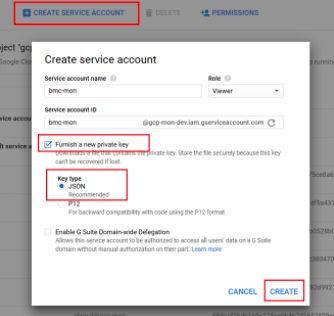 CREATE SERVICE ACCOUNT
DELETE
PERMISSIONS
Create service account
Service account name
Role
bmc-mon
Viewer
Service account ID
bmc-mon
@gcp-mon-dev.iam.gserviceaccount.com
Furnish a new private key
Downloads a file that contains the private key. Store the file securely because this
key can't be recovered if lost.
Key type
JSON
Recommended
P12
For backward compatibility with code using the P12 format
Enable G Suite Domain-wide Delegation
Allows this service account to be authorized to access all users' data on a G Suite
domain without manual authorization on their part. Learn more
CANCEL
CREATE